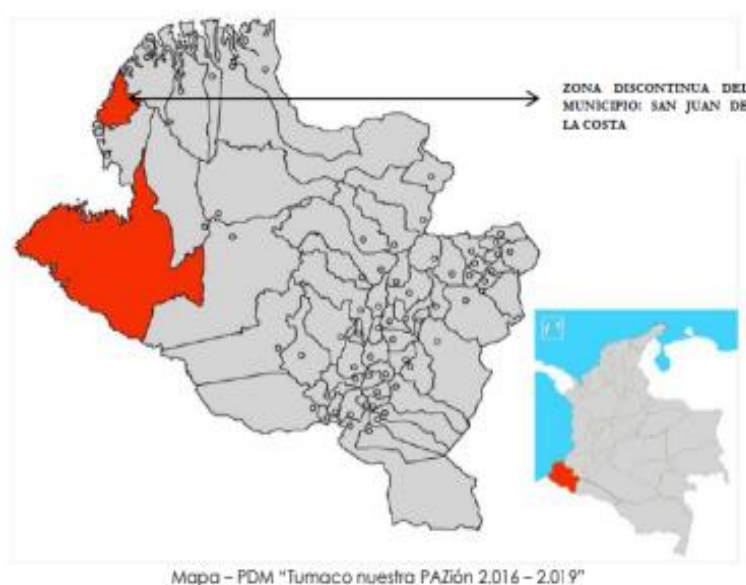 ZONA DISCONTINUA DEL
MUNICIPIO: SAN JUAN DE
LA COSTA
Mapa – PDM “Tumaco nuestra PAZión 2.016 – 2.019”